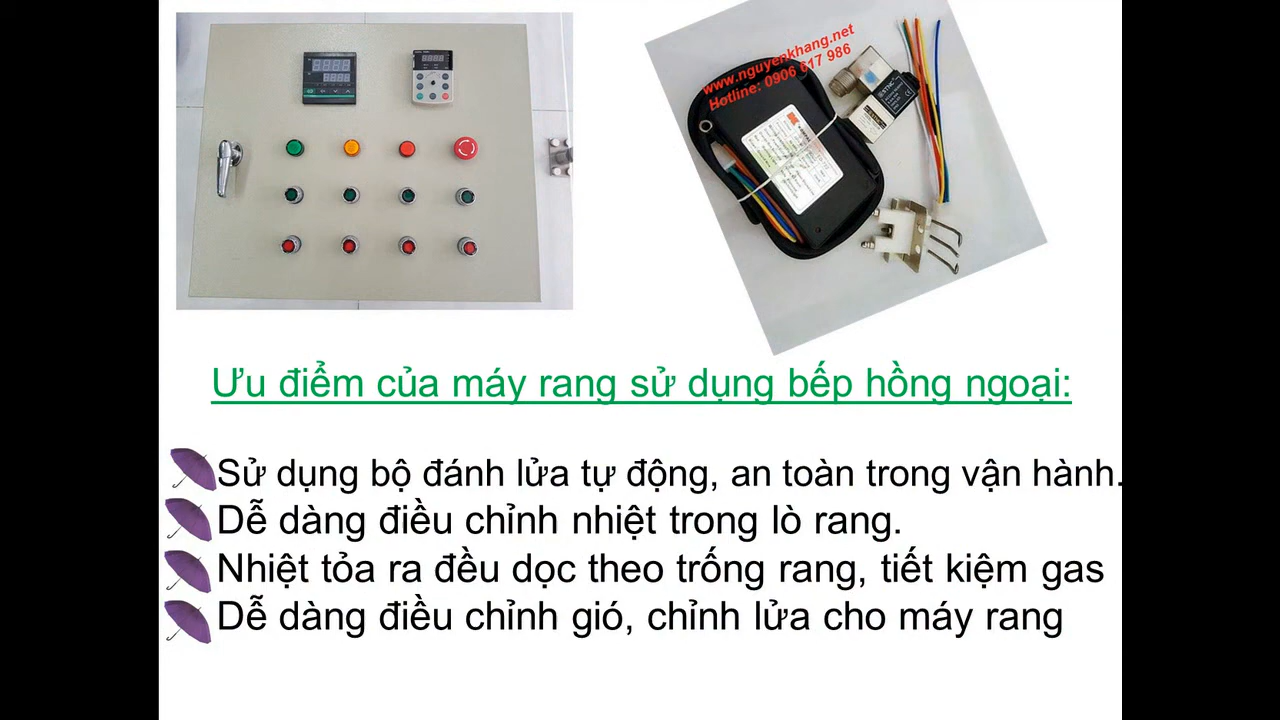 www.nguyenkhang.net
Hotline: 0906 617 986
Ưu điểm của máy rang sử dụng bếp hồng ngoại:
Sử dụng bộ đánh lửa tự động, an toàn trong vận hành.
Dễ dàng điều chỉnh nhiệt trong lò rang.
Nhiệt tỏa ra đều dọc theo trống rang, tiết kiệm gas
Dễ dàng điều chỉnh gió, chỉnh lửa cho máy rang